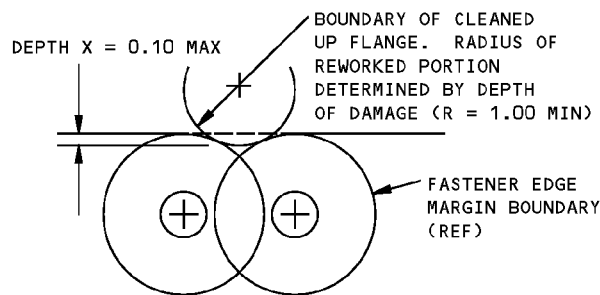 BOUNDARY OF CLEANED
UP FLANGE. RADIUS OF
REWORKED PORTION
DETERMINED BY DEPTH
OF DAMAGE (R = 1.00 MIN)
DEPTH X = 0.10 MAX
FASTENER EDGE
MARGIN BOUNDARY
(REF)